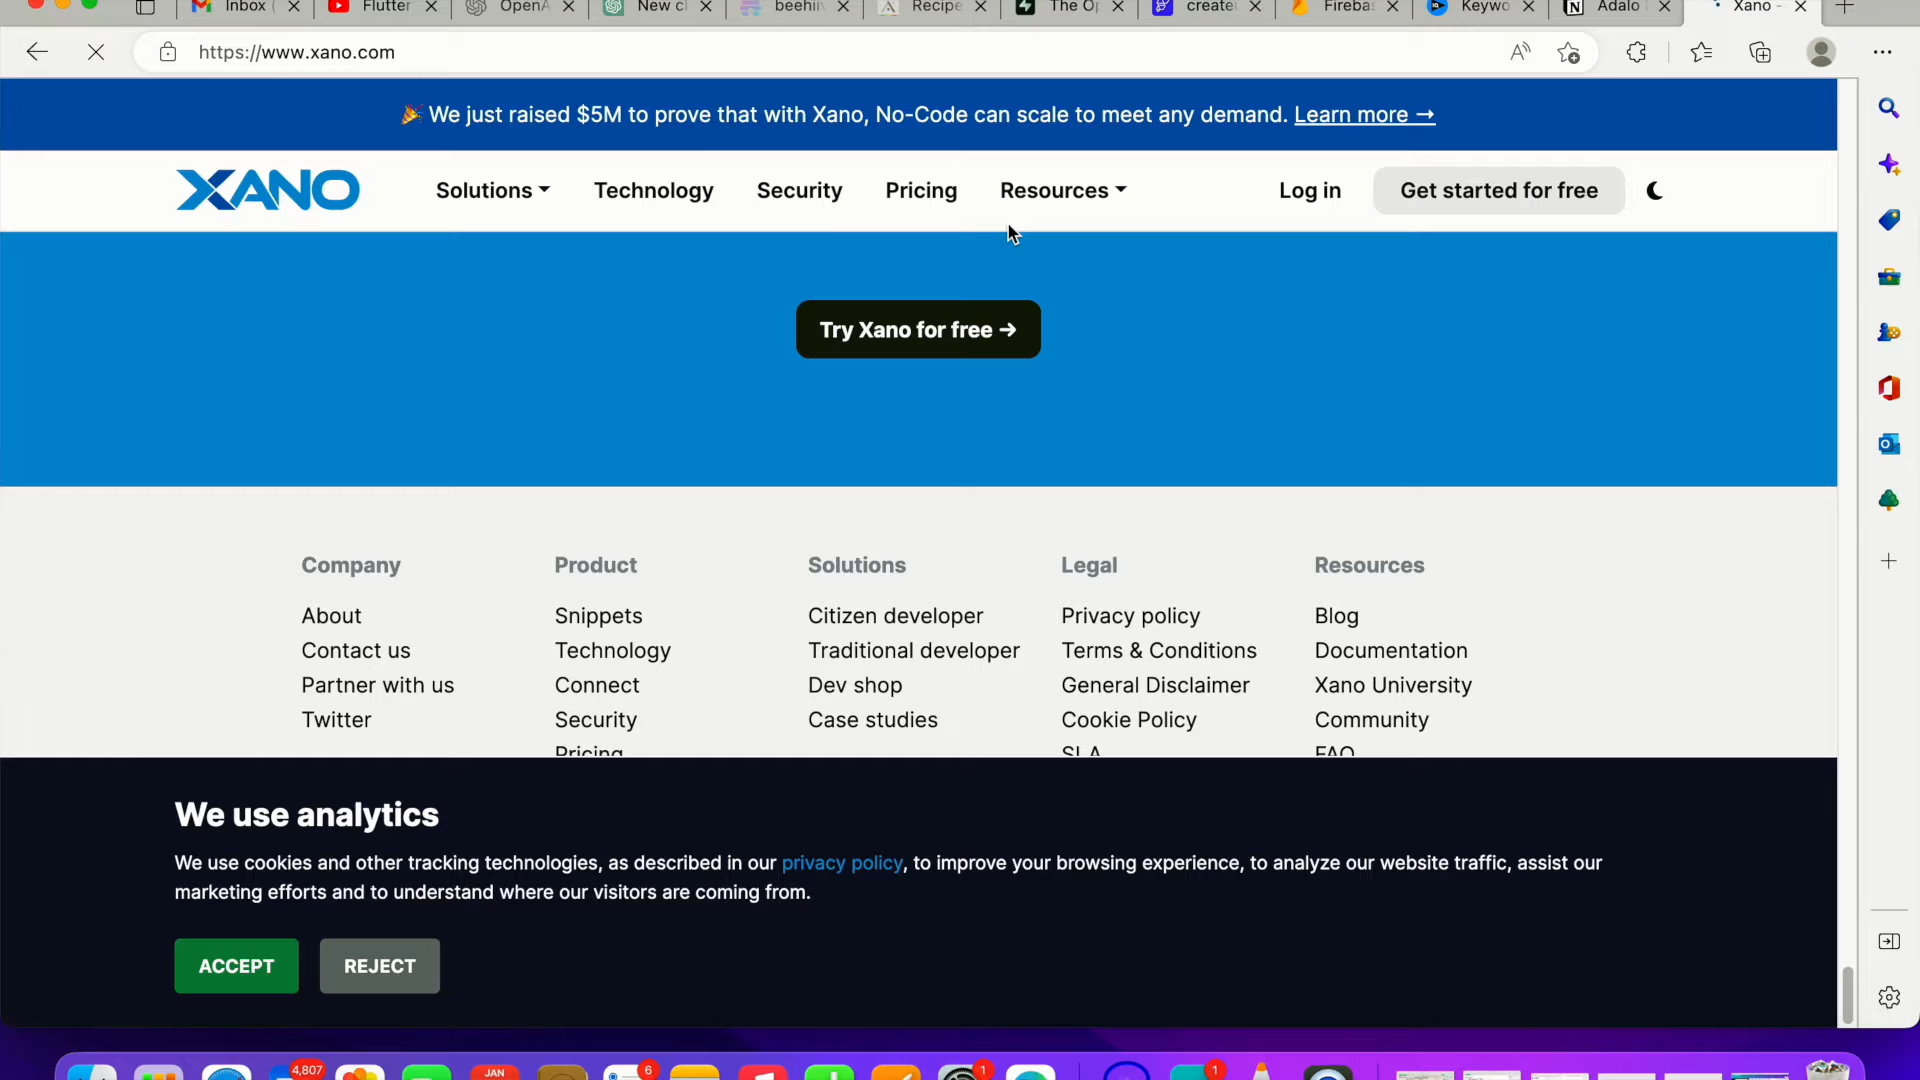 Inbox (
Flutter
OpenA
New cl
beehiiv
Recipe
The Op
create
Fireba
Keywo
Adalo
Xano -
https://www.xano.com
We just raised $5M to prove that with Xano, No-Code can scale to meet any demand. Learn more →
XANO
Solutions
Technology
Security
Pricing
Resources
Log in
Get started for free
Try Xano for free →
Company
About
Contact us
Partner with us
Twitter
Product
Snippets
Technology
Connect
Security
Pricing
Solutions
Citizen developer
Traditional developer
Dev shop
Case studies
Legal
Privacy policy
Terms & Conditions
General Disclaimer
Cookie Policy
SLA
Resources
Blog
Documentation
Xano University
Community
FAQ
We use analytics
We use cookies and other tracking technologies, as described in our privacy policy, to improve your browsing experience, to analyze our website traffic, assist our
marketing efforts and to understand where our visitors are coming from.
ACCEPT
REJECT
4,807
JAN
6
1
1